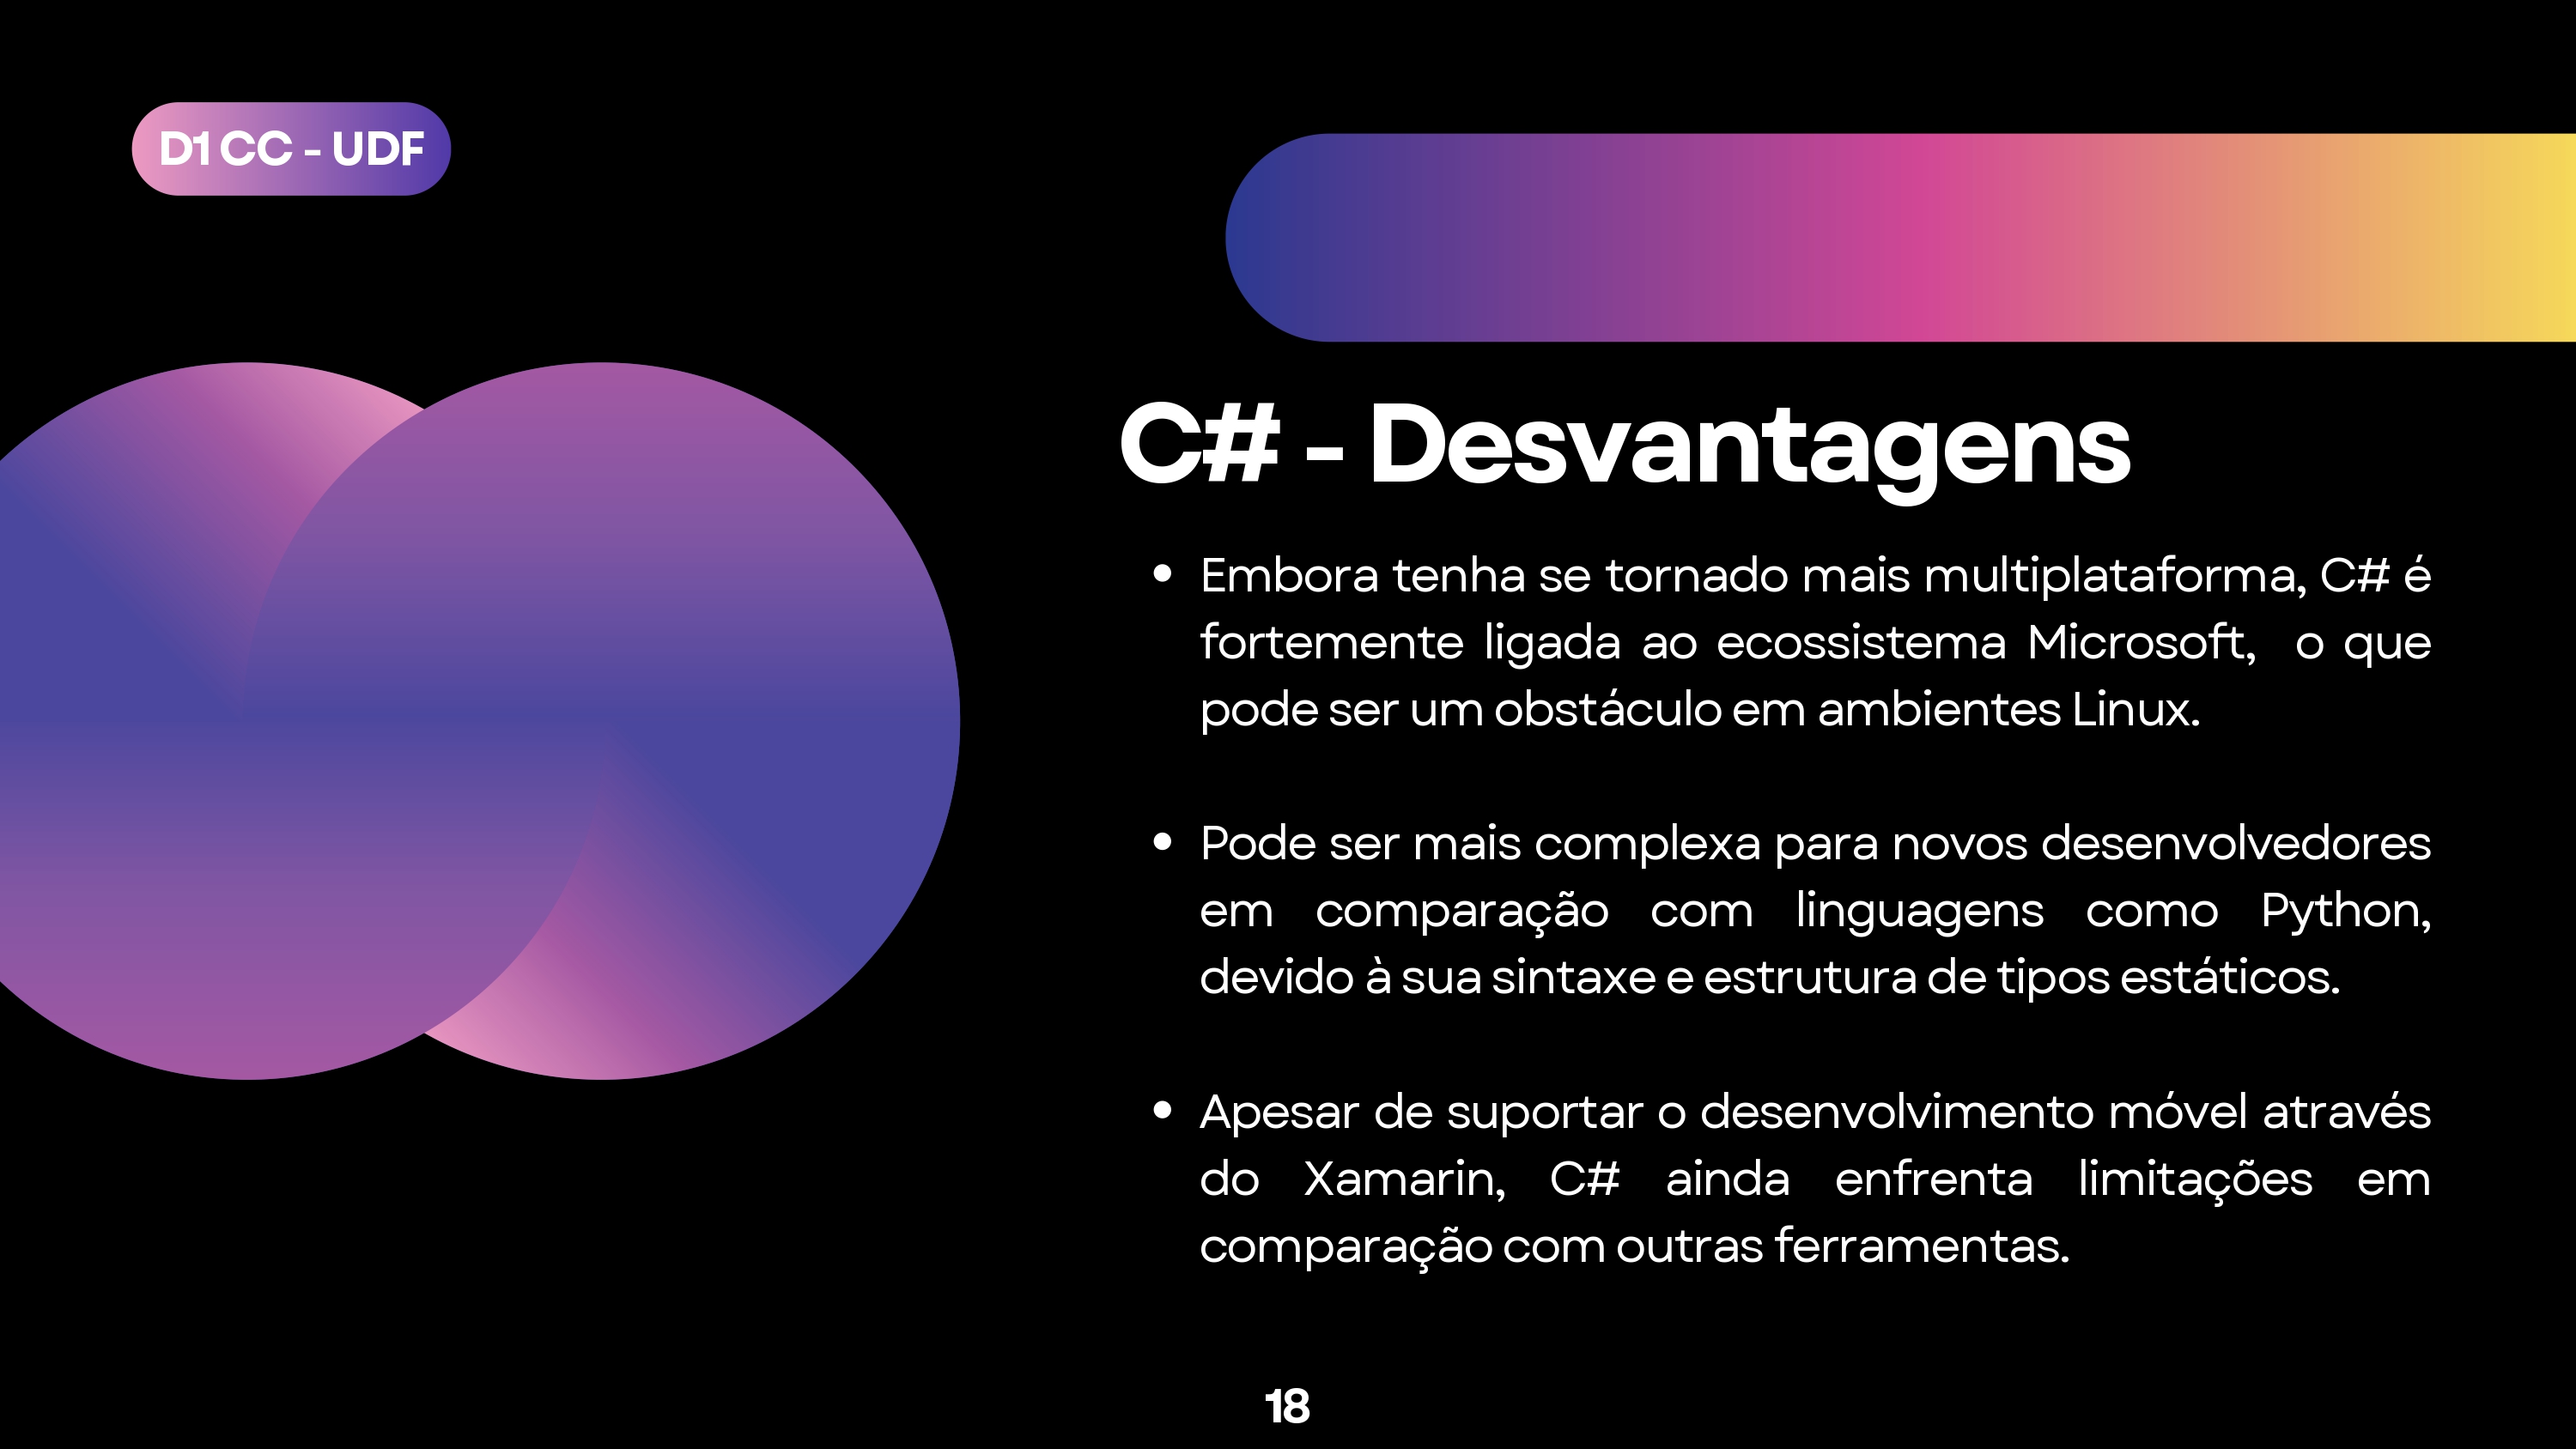 D1 CC - UDF
C# - Desvantagens
• Embora tenha se tornado mais multiplataforma, C# é
fortemente ligada ao ecossistema Microsoft, o que
pode ser um obstáculo em ambientes Linux.
• Pode ser mais complexa para novos desenvolvedores
em comparação com linguagens como Python,
devido à sua sintaxe e estrutura de tipos estáticos.
• Apesar de suportar o desenvolvimento móvel através
do Xamarin, C# ainda enfrenta limitações em
comparação com outras ferramentas.
18